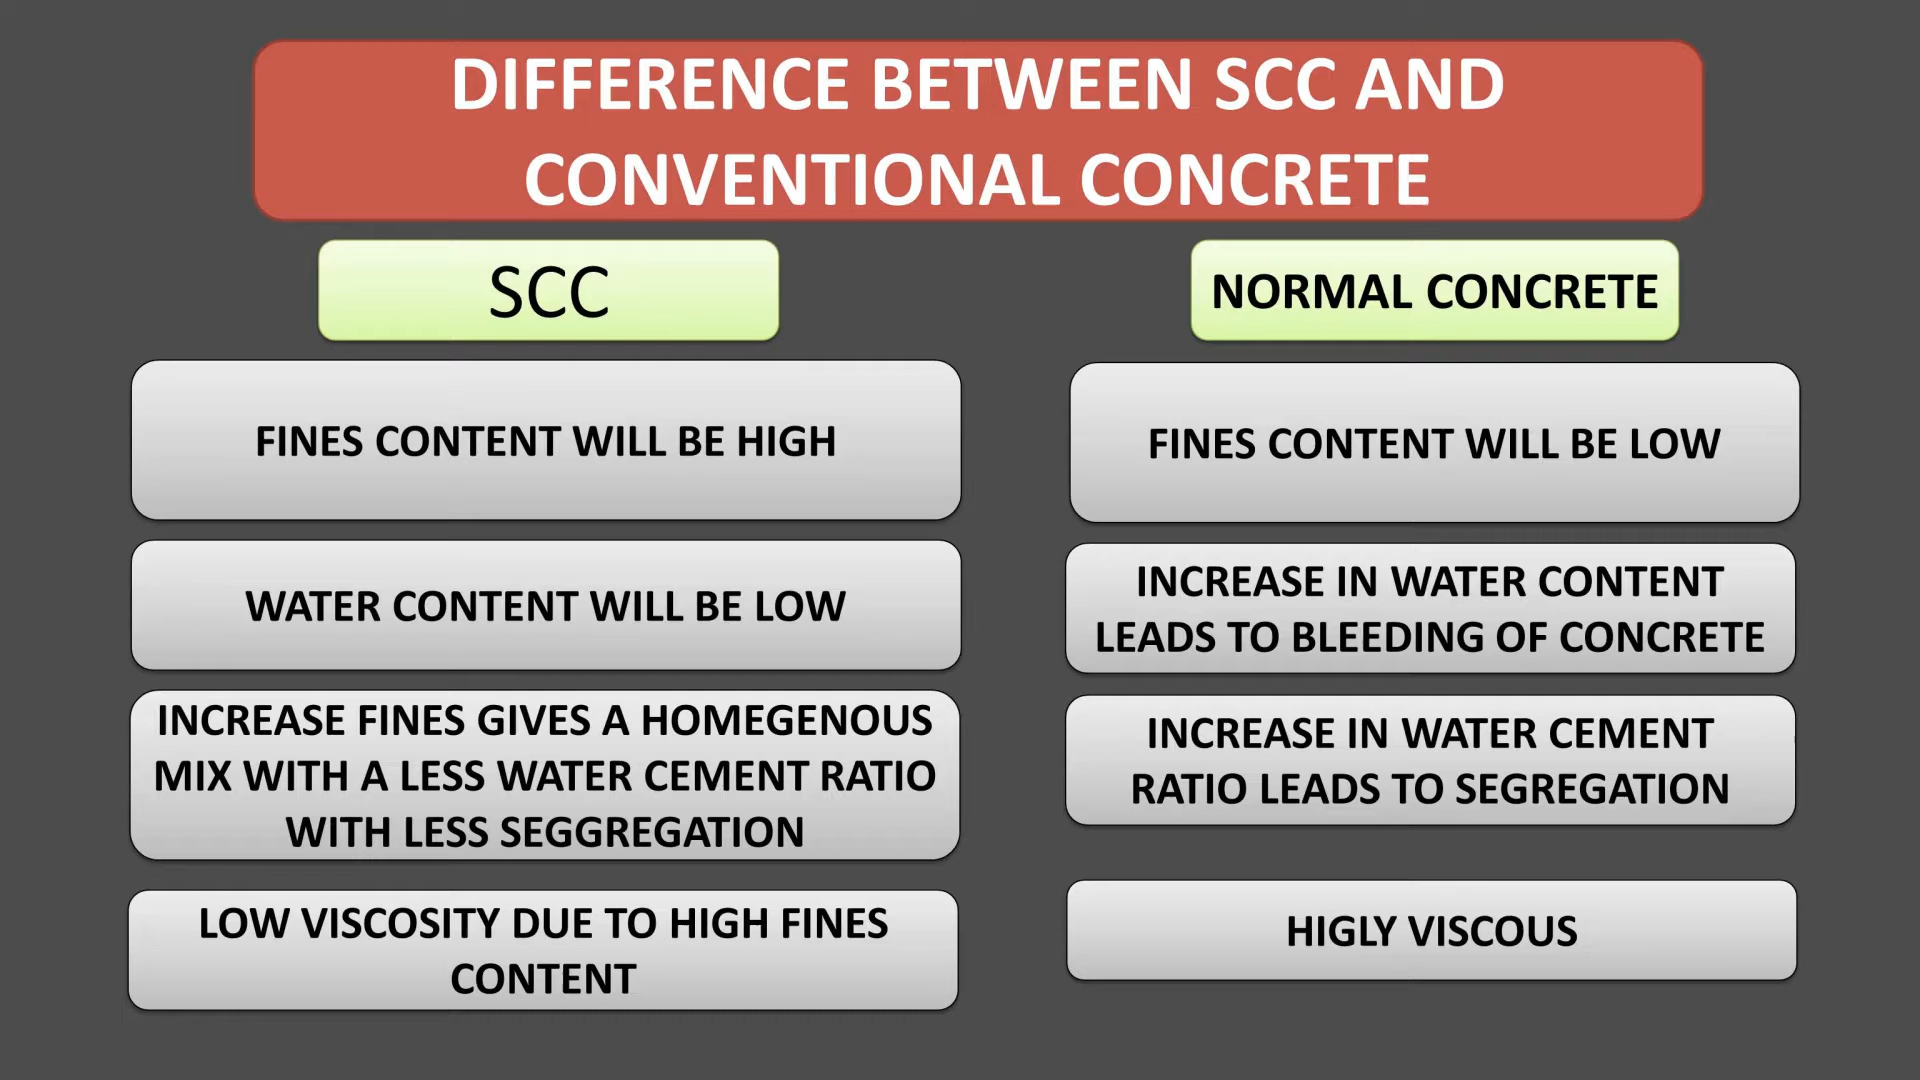 DIFFERENCE BETWEEN SCC AND
CONVENTIONAL CONCRETE
SCC
NORMAL CONCRETE
FINES CONTENT WILL BE HIGH
FINES CONTENT WILL BE LOW
WATER CONTENT WILL BE LOW
INCREASE IN WATER CONTENT
LEADS TO BLEEDING OF CONCRETE
INCREASE FINES GIVES A HOMEGENOUS
MIX WITH A LESS WATER CEMENT RATIO
WITH LESS SEGGREGATION
INCREASE IN WATER CEMENT
RATIO LEADS TO SEGREGATION
LOW VISCOSITY DUE TO HIGH FINES
CONTENT
HIGLY VISCOUS